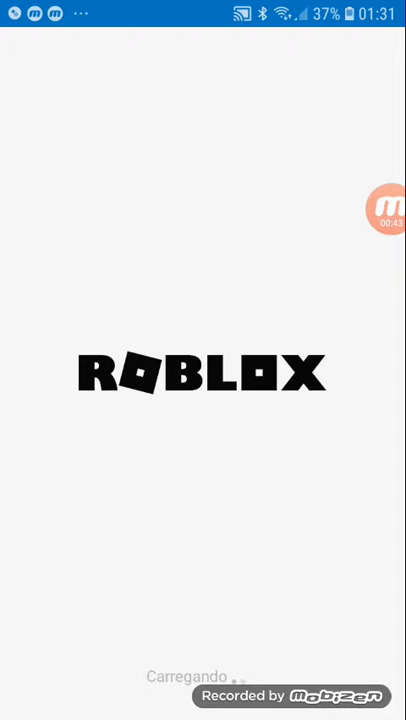 37% 01:31
00:43
ROBLOX
Carregando
Recorded by mobizen